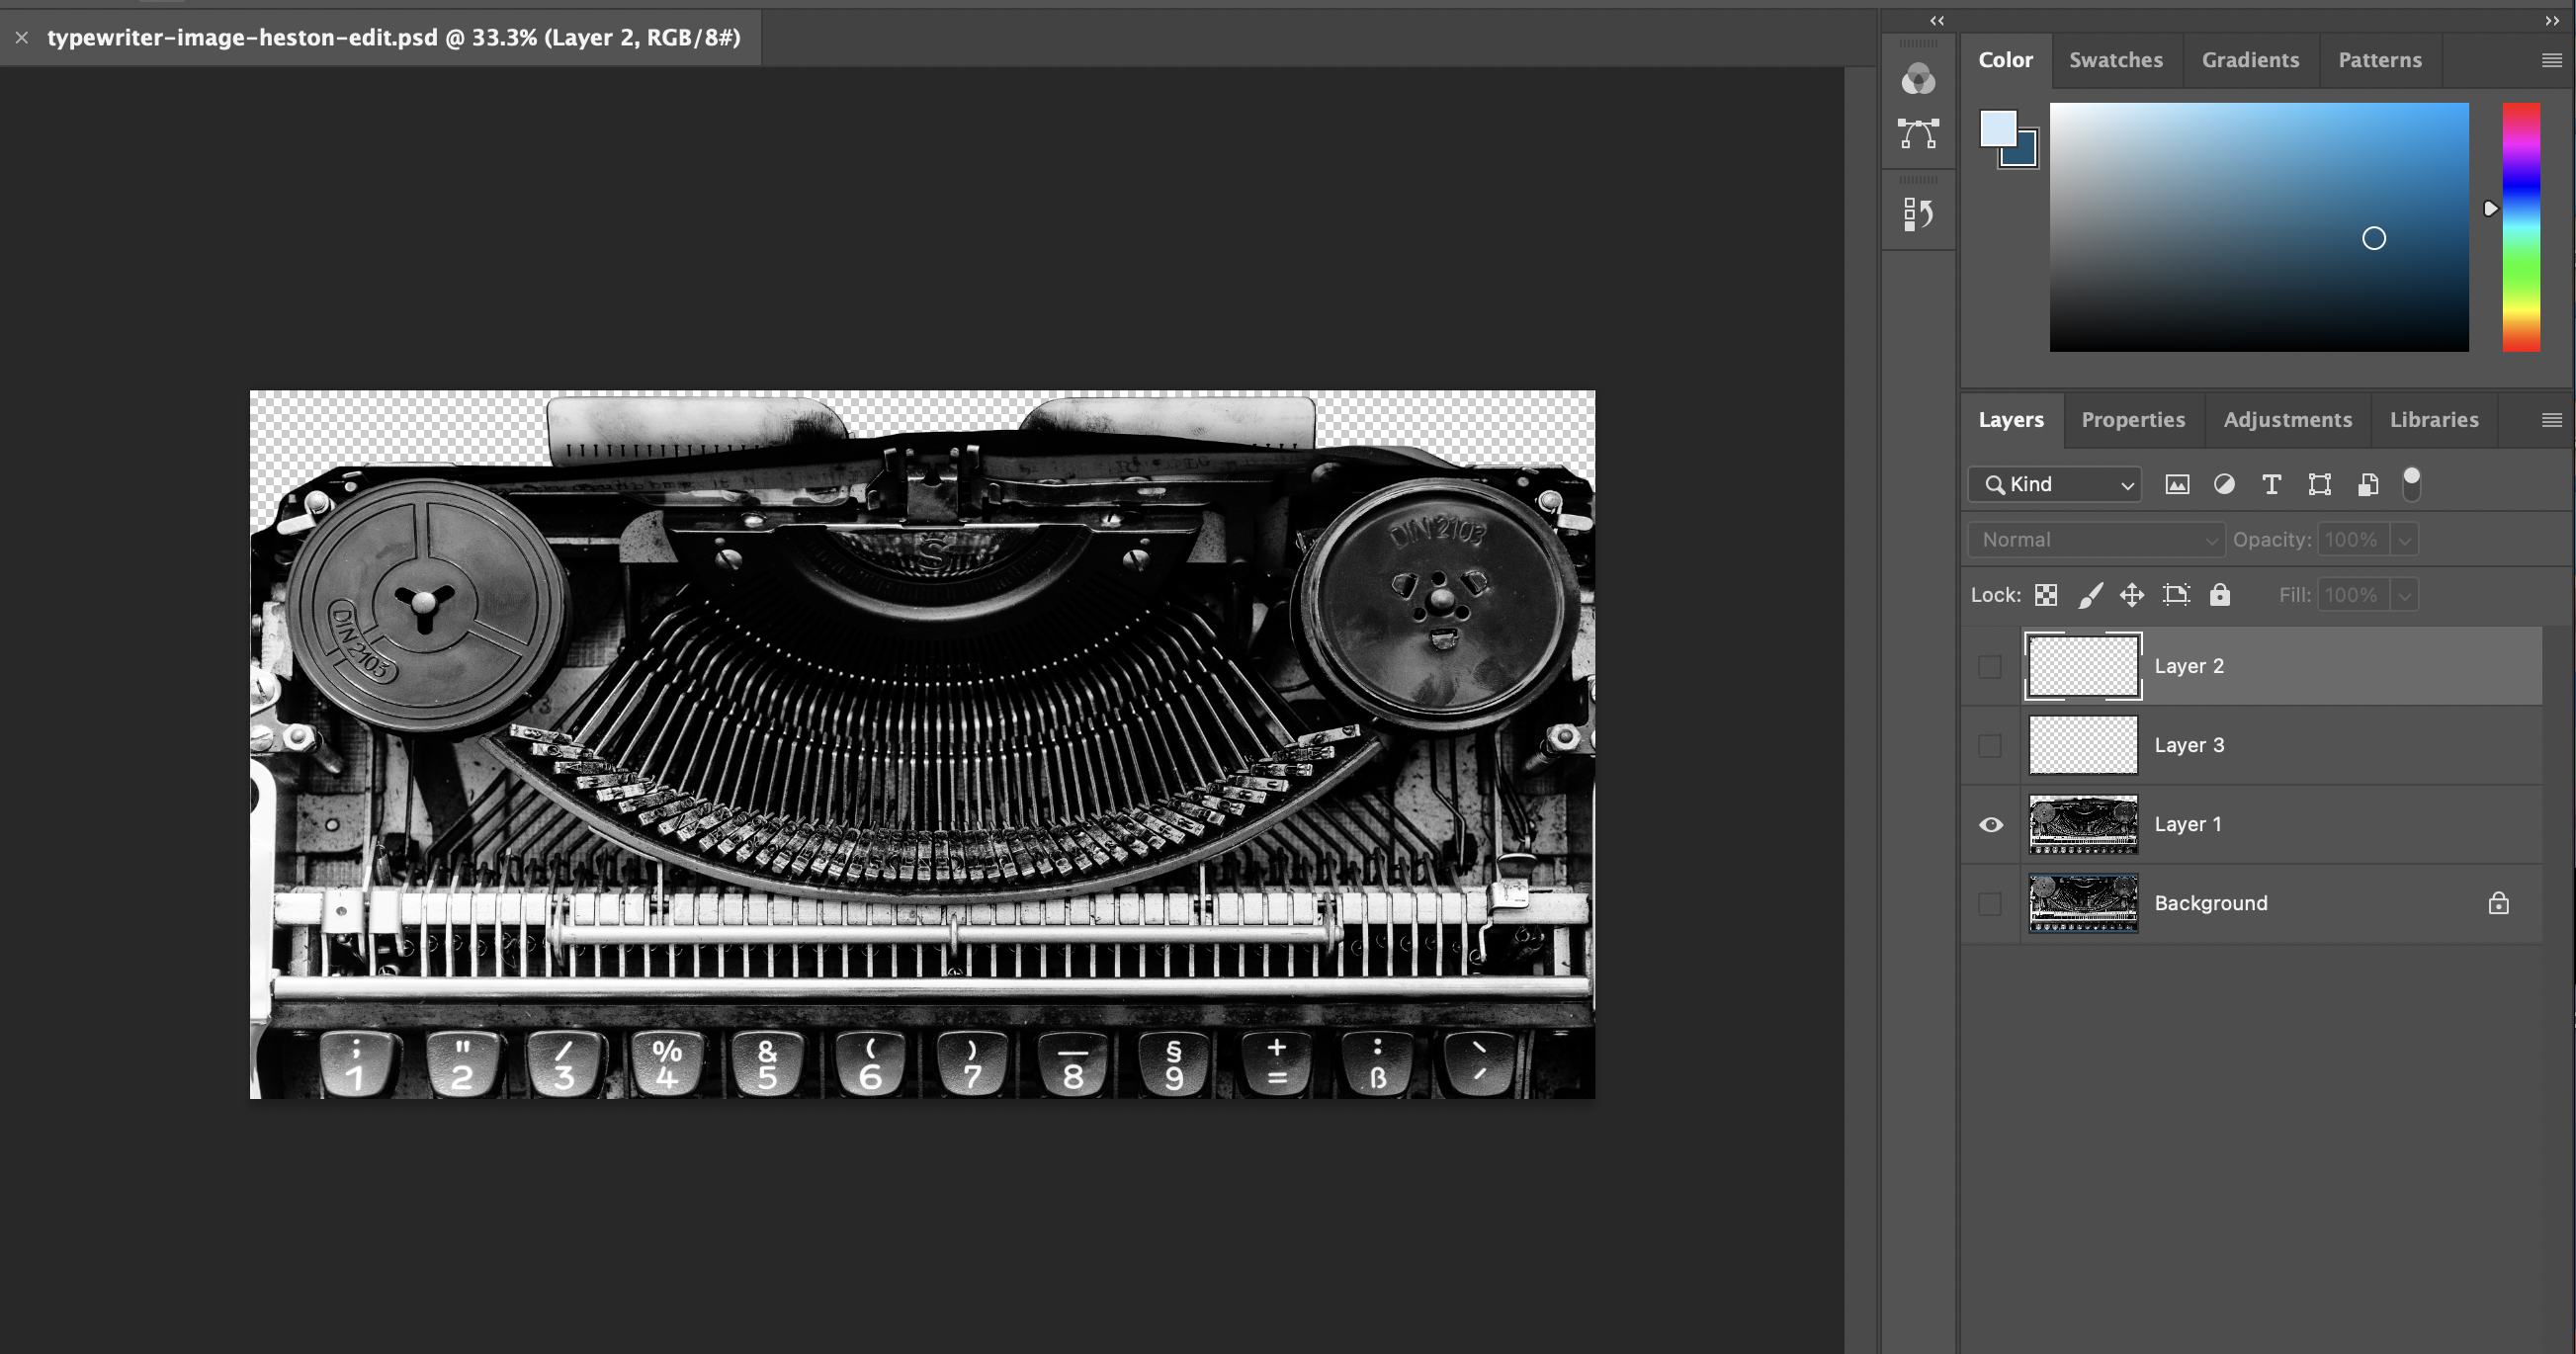 typewriter-image-heston-edit.psd @ 33.3% (Layer 2, RGB/8#)
Color Swatches Gradients Patterns
Layers Properties Adjustments Libraries
Kind
Normal Opacity: 100%
Lock: Fill: 100%
Layer 2
Layer 3
Layer 1
Background
DIN 2103
DIN 2103
S
; " / % & ( ) — § + : `
1 2 3 4 5 6 7 8 9 = ß ´